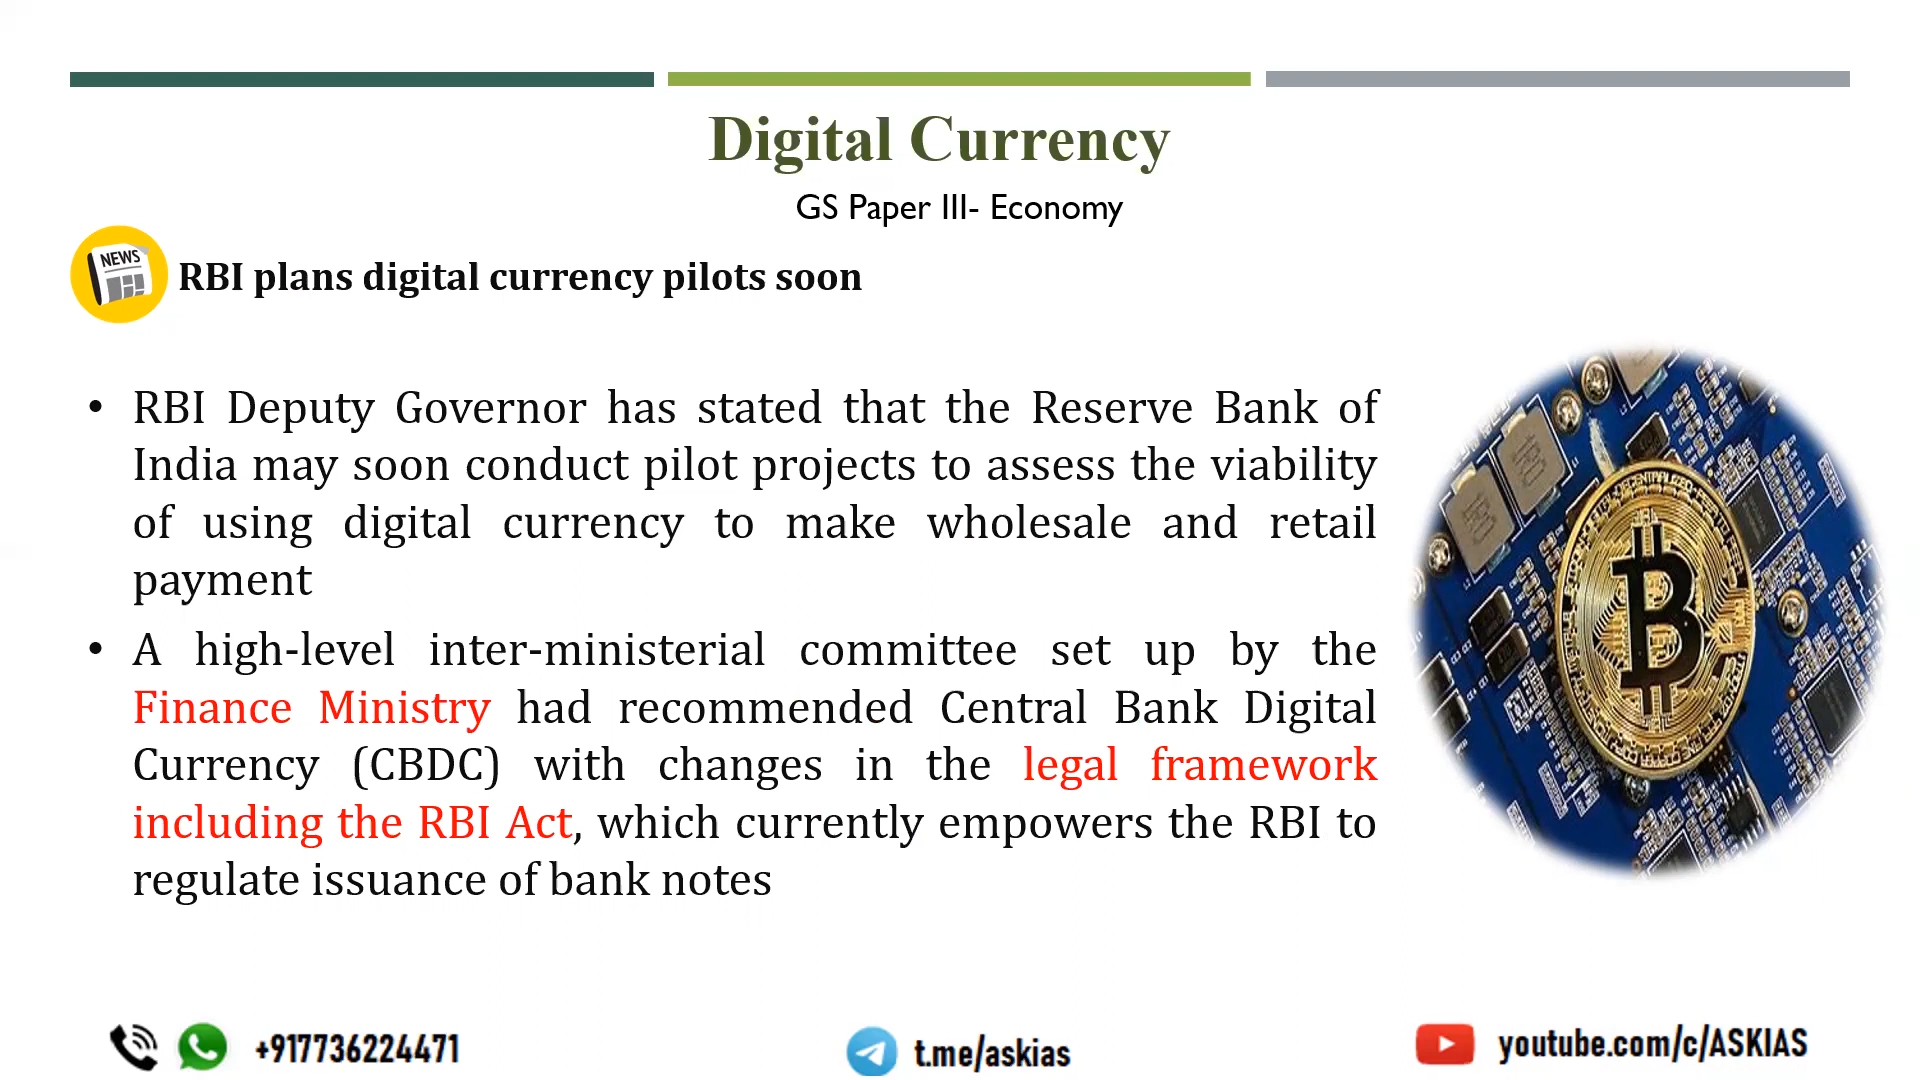 Digital Currency
GS Paper III- Economy
NEWS
RBI plans digital currency pilots soon
• RBI Deputy Governor has stated that the Reserve Bank of
India may soon conduct pilot projects to assess the viability
of using digital currency to make wholesale and retail
payment
• A high-level inter-ministerial committee set up by the
Finance Ministry had recommended Central Bank Digital
Currency (CBDC) with changes in the legal framework
including the RBI Act, which currently empowers the RBI to
regulate issuance of bank notes
+917736224471
t.me/askias
youtube.com/c/ASKIAS